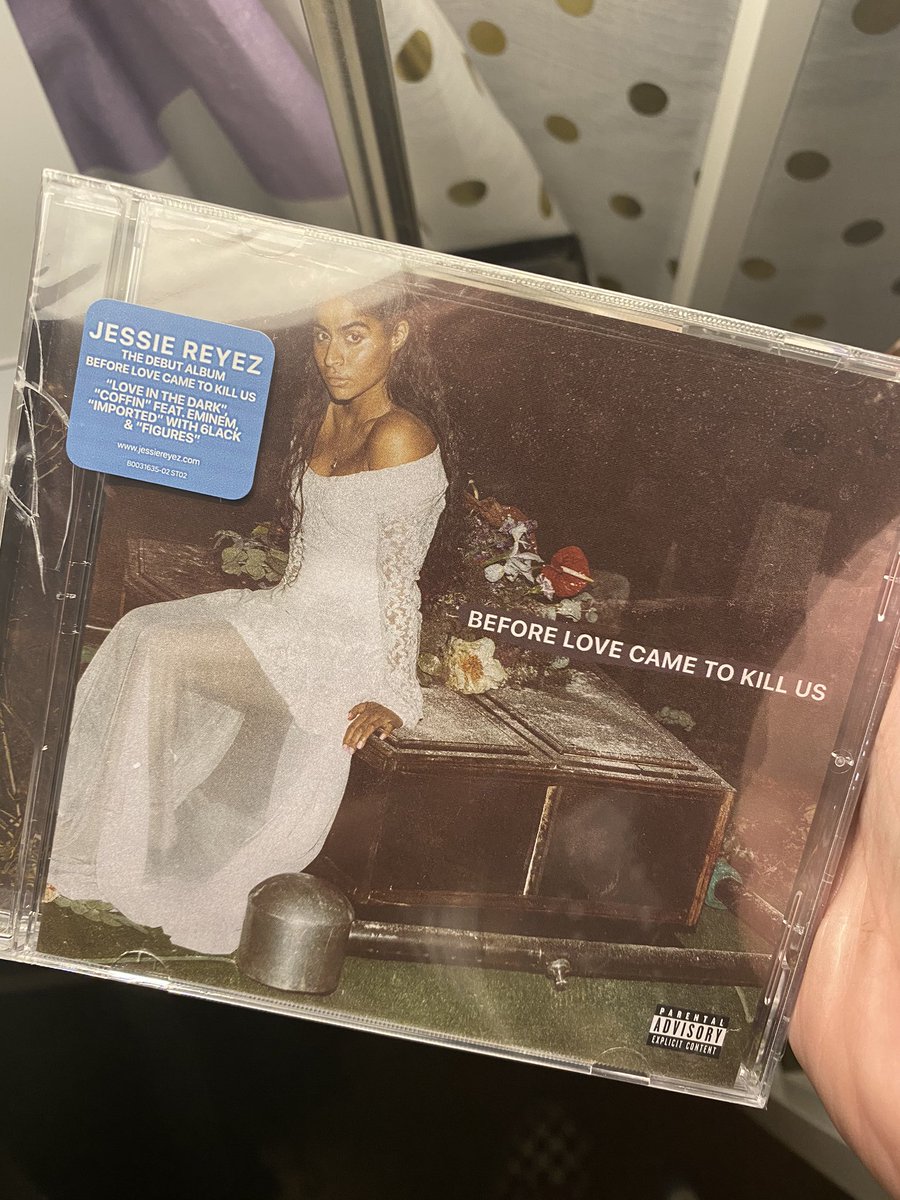 JESSIE REYEZ
THE DEBUT ALBUM
BEFORE LOVE CAME TO KILL US
"LOVE IN THE DARK",
"COFFIN" FEAT. EMINEM,
"IMPORTED" WITH 6LACK
& "FIGURES"
www.jessiereyez.com
B0031635-02 ST02
BEFORE LOVE CAME TO KILL US
PARENTAL
ADVISORY
EXPLICIT CONTENT